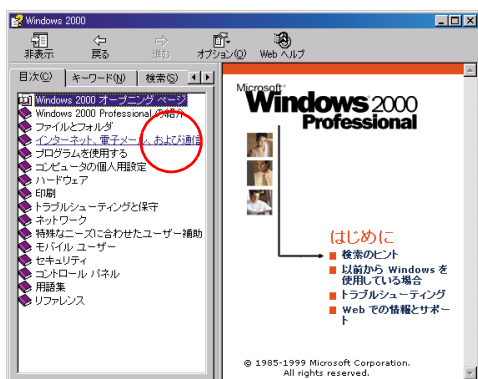 Windows 2000
非表示 戻る 進む オプション(O) Web ヘルプ
目次(C) キーワード(N) 検索(S)
Windows 2000 オープニング ページ
Windows 2000 Professional の紹介
ファイルとフォルダ
インターネット、電子メール、および通信
プログラムを使用する
コンピュータの個人用設定
ハードウェア
印刷
トラブルシューティングと保守
ネットワーク
特殊なニーズに合わせたユーザー補助
モバイル ユーザー
セキュリティ
コントロール パネル
用語集
リファレンス
Microsoft
Windows 2000
Professional
はじめに
検索のヒント
以前から Windows を
使用している場合
トラブルシューティング
Web での情報とサポー
ト
© 1985-1999 Microsoft Corporation.
All rights reserved.